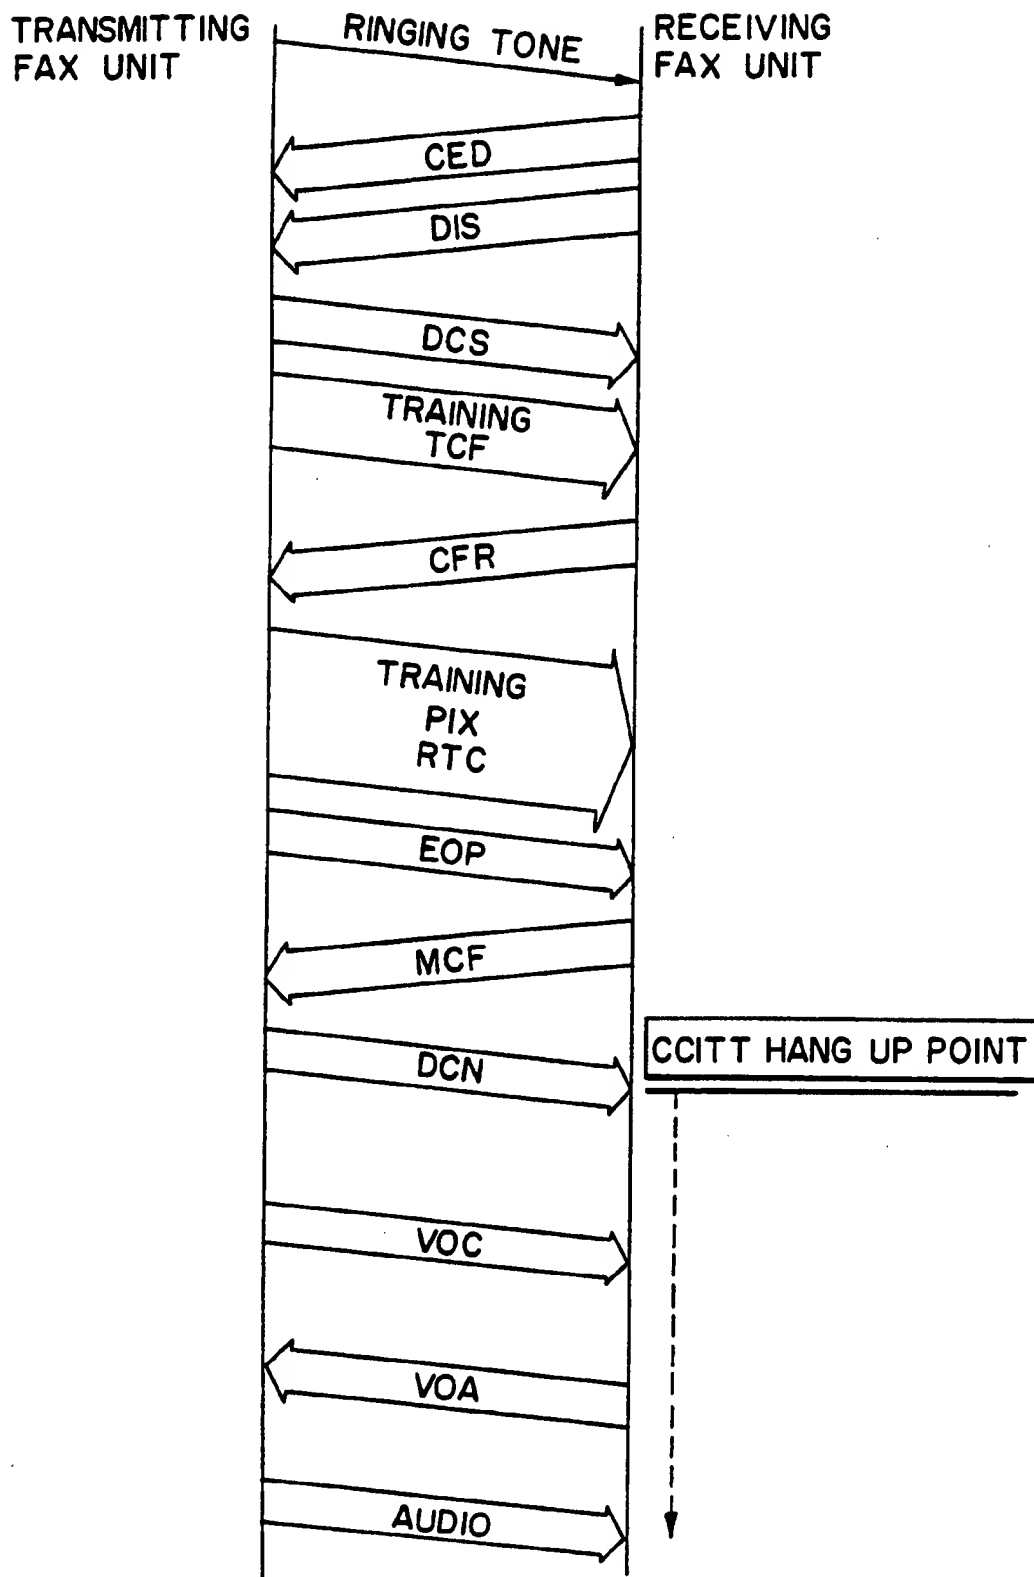 TRANSMITTING
FAX UNIT
RINGING TONE
RECEIVING
FAX UNIT
CED
DIS
DCS
TRAINING
TCF
CFR
TRAINING
PIX
RTC
EOP
MCF
DCN
CCITT HANG UP POINT
VOC
VOA
AUDIO